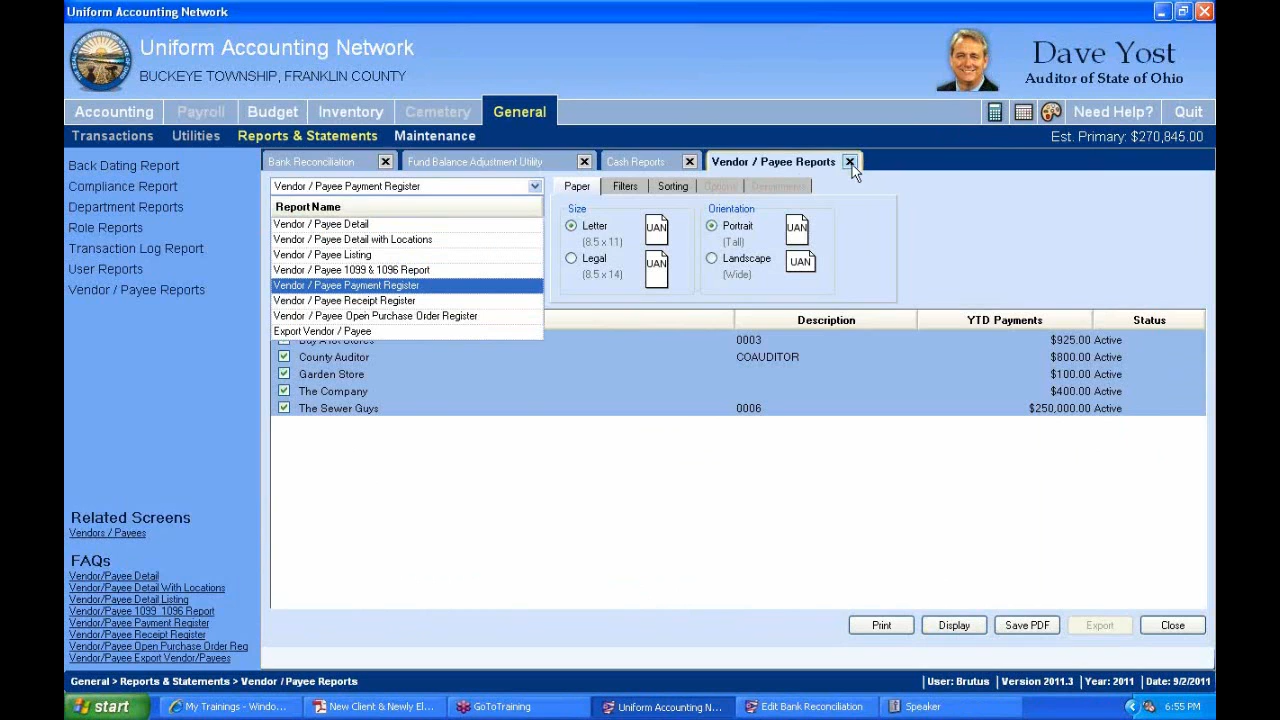 Uniform Accounting Network
Uniform Accounting Network
BUCKEYE TOWNSHIP, FRANKLIN COUNTY
Dave Yost
Auditor of State of Ohio
Accounting Payroll Budget Inventory Cemetery General Need Help? Quit
Transactions Utilities Reports & Statements Maintenance Est. Primary: $270,845.00
Bank Reconciliation Fund Balance Adjustment Utility Cash Reports Vendor / Payee Reports
Back Dating Report
Compliance Report
Department Reports
Role Reports
Transaction Log Report
User Reports
Vendor / Payee Reports
Vendor / Payee Payment Register
Report Name
Vendor / Payee Detail
Vendor / Payee Detail with Locations
Vendor / Payee Listing
Vendor / Payee 1099 & 1096 Report
Vendor / Payee Payment Register
Vendor / Payee Receipt Register
Vendor / Payee Open Purchase Order Register
Export Vendor / Payee
Paper Filters Sorting Options
Size
Letter
(8.5 x 11)
UAN
Legal
(8.5 x 14)
UAN
Orientation
Portrait
(Tall)
UAN
Landscape
(Wide)
UAN
Description YTD Payments Status
0003 $925.00 Active
County Auditor COAUDITOR $800.00 Active
Garden Store $100.00 Active
The Company $400.00 Active
The Sewer Guys 0006 $250,000.00 Active
Related Screens
Vendors / Payees
FAQs
Vendor/Payee Detail
Vendor/Payee Detail With Locations
Vendor/Payee Detail Listing
Vendor/Payee 1099_1096 Report
Vendor/Payee Payment Register
Vendor/Payee Receipt Register
Vendor/Payee Open Purchase Order Reg
Vendor/Payee Export Vendor/Payees
Print Display Save PDF Export Close
General > Reports & Statements > Vendor / Payee Reports User: Brutus Version 2011.3 Year: 2011 Date: 9/2/2011
start My Trainings - Windo... New Client & Newly El... GoToTraining Uniform Accounting N... Edit Bank Reconciliation Speaker 6:55 PM